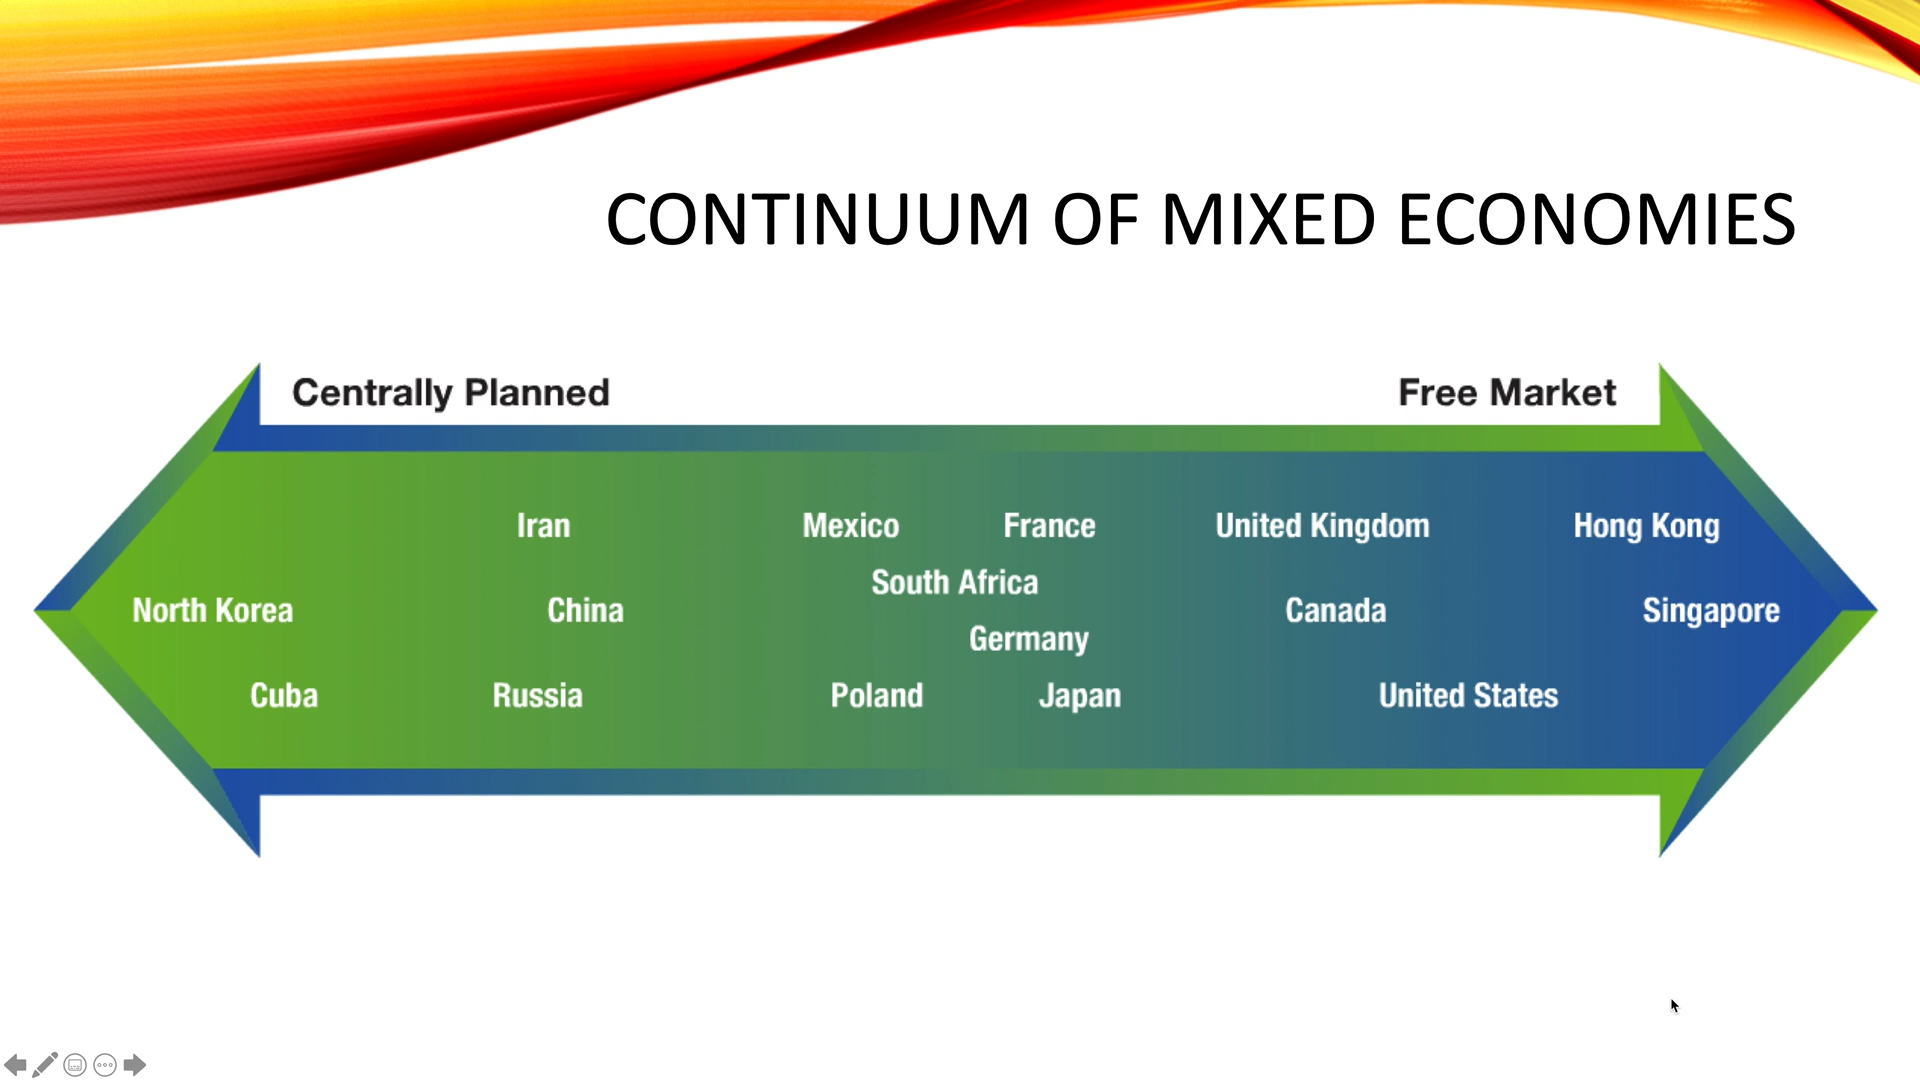 CONTINUUM OF MIXED ECONOMIES
Centrally Planned
Free Market
Iran
Mexico
France
United Kingdom
Hong Kong
South Africa
North Korea
China
Canada
Singapore
Germany
Cuba
Russia
Poland
Japan
United States